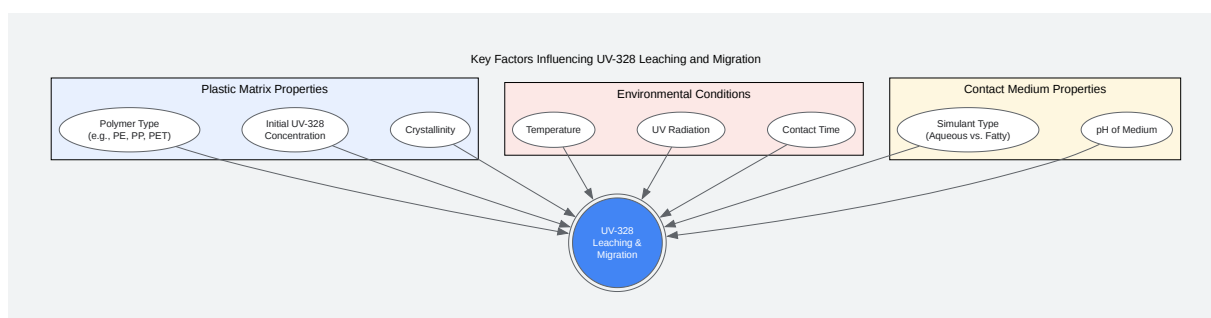 Key Factors Influencing UV-328 Leaching and Migration
Plastic Matrix Properties
Polymer Type
(e.g., PE, PP, PET)
Initial UV-328
Concentration
Crystallinity
Environmental Conditions
Temperature
UV Radiation
Contact Time
Contact Medium Properties
Simulant Type
(Aqueous vs. Fatty)
pH of Medium
UV-328
Leaching &
Migration